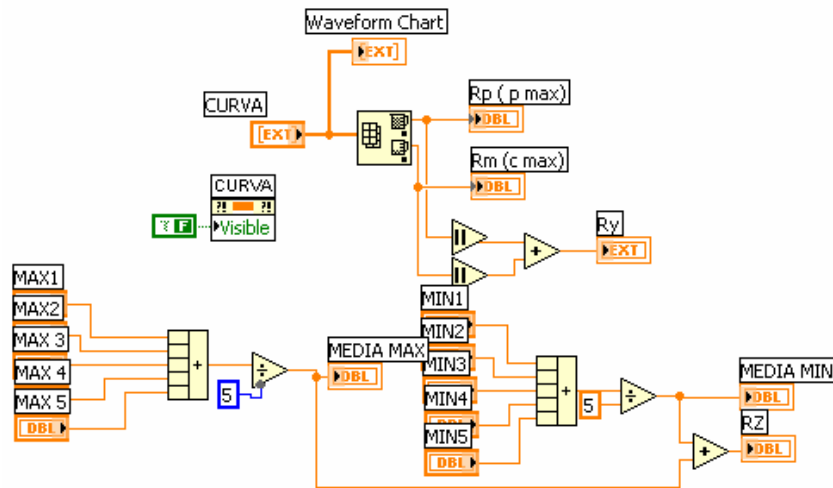 Waveform Chart
EXT]
CURVA
[EXT
Rp ( p max)
DBL
Rm (c max)
DBL
CURVA
?! ?!
Visible
F
Ry
EXT
MAX1
MAX2
MAX 3
MAX 4
MAX 5
DBL
+
÷
5
MEDIA MAX
DBL
+
MIN1
MIN2
MIN3
MIN4
MIN5
DBL
+
5
÷
MEDIA MIN
DBL
RZ
DBL
+